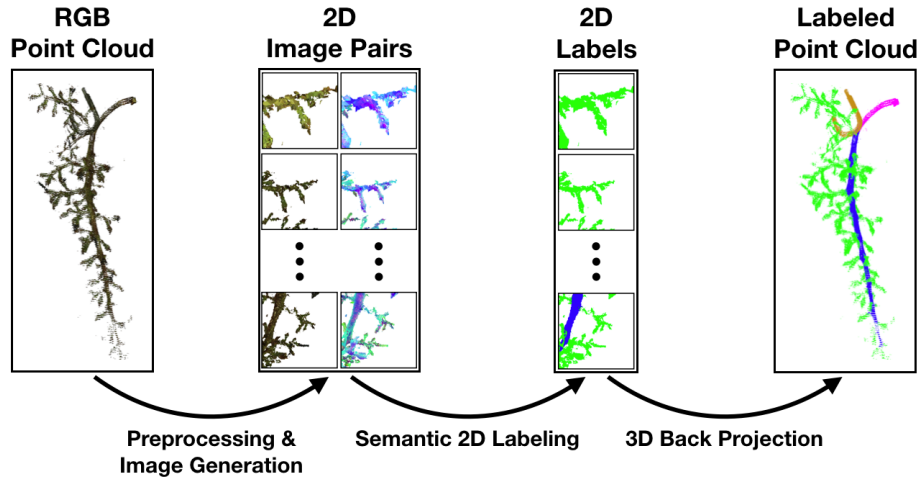 RGB
Point Cloud
2D
Image Pairs
2D
Labels
Labeled
Point Cloud
Preprocessing &
Image Generation
Semantic 2D Labeling
3D Back Projection